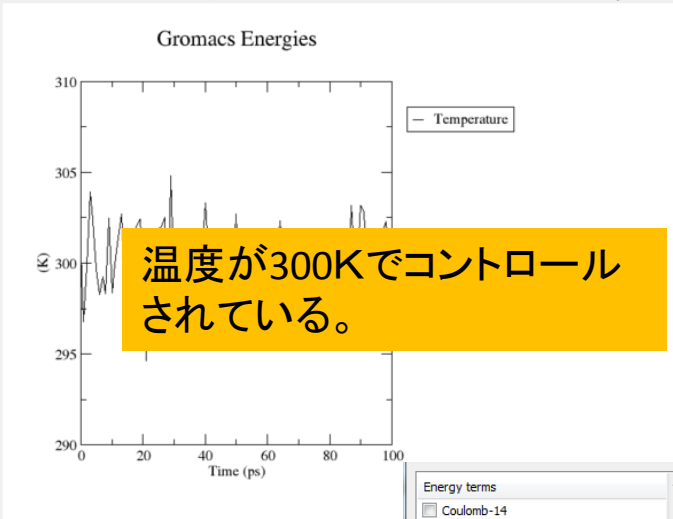 Gromacs Energies
310
305
300
295
290
(K)
Temperature
温度が300Kでコントロール
されている。
0
20
40
60
80
100
Time (ps)
Energy terms
Coulomb-14